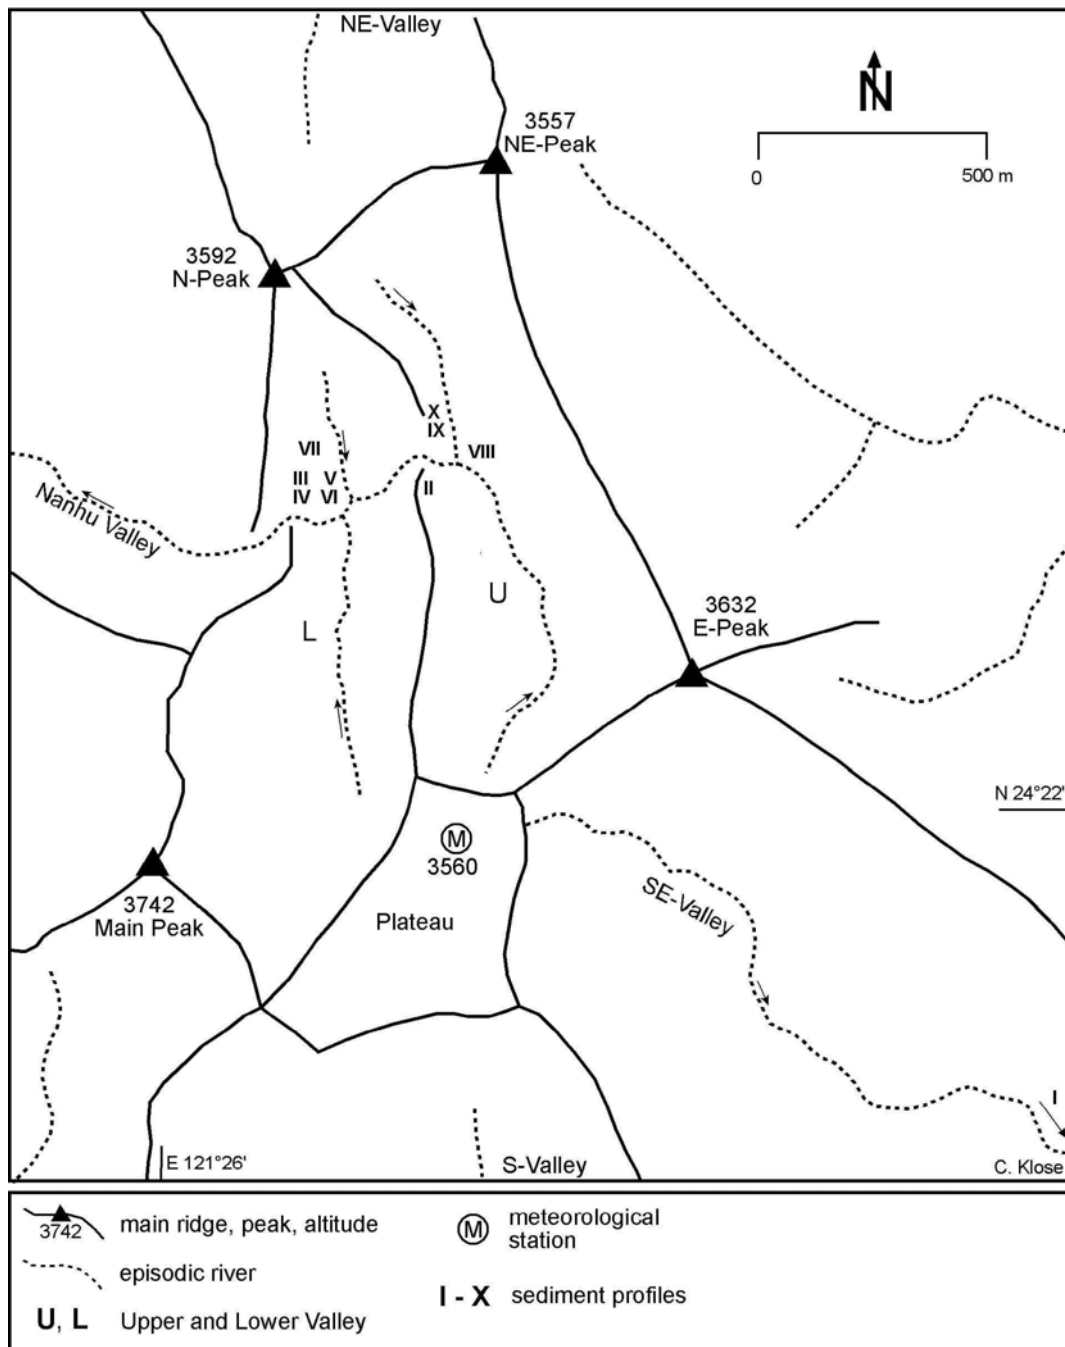 NE-Valley
N
3557
NE-Peak
0
500 m
3592
N-Peak
X
IX
VII
VIII
III V
IV VI
II
Nanhu Valley
U
L
3632
E-Peak
N 24°22'
M
3560
3742
Main Peak
Plateau
SE-Valley
I
E 121°26'
S-Valley
C. Klose
3742
main ridge, peak, altitude
M
meteorological
station
episodic river
I - X sediment profiles
U, L Upper and Lower Valley